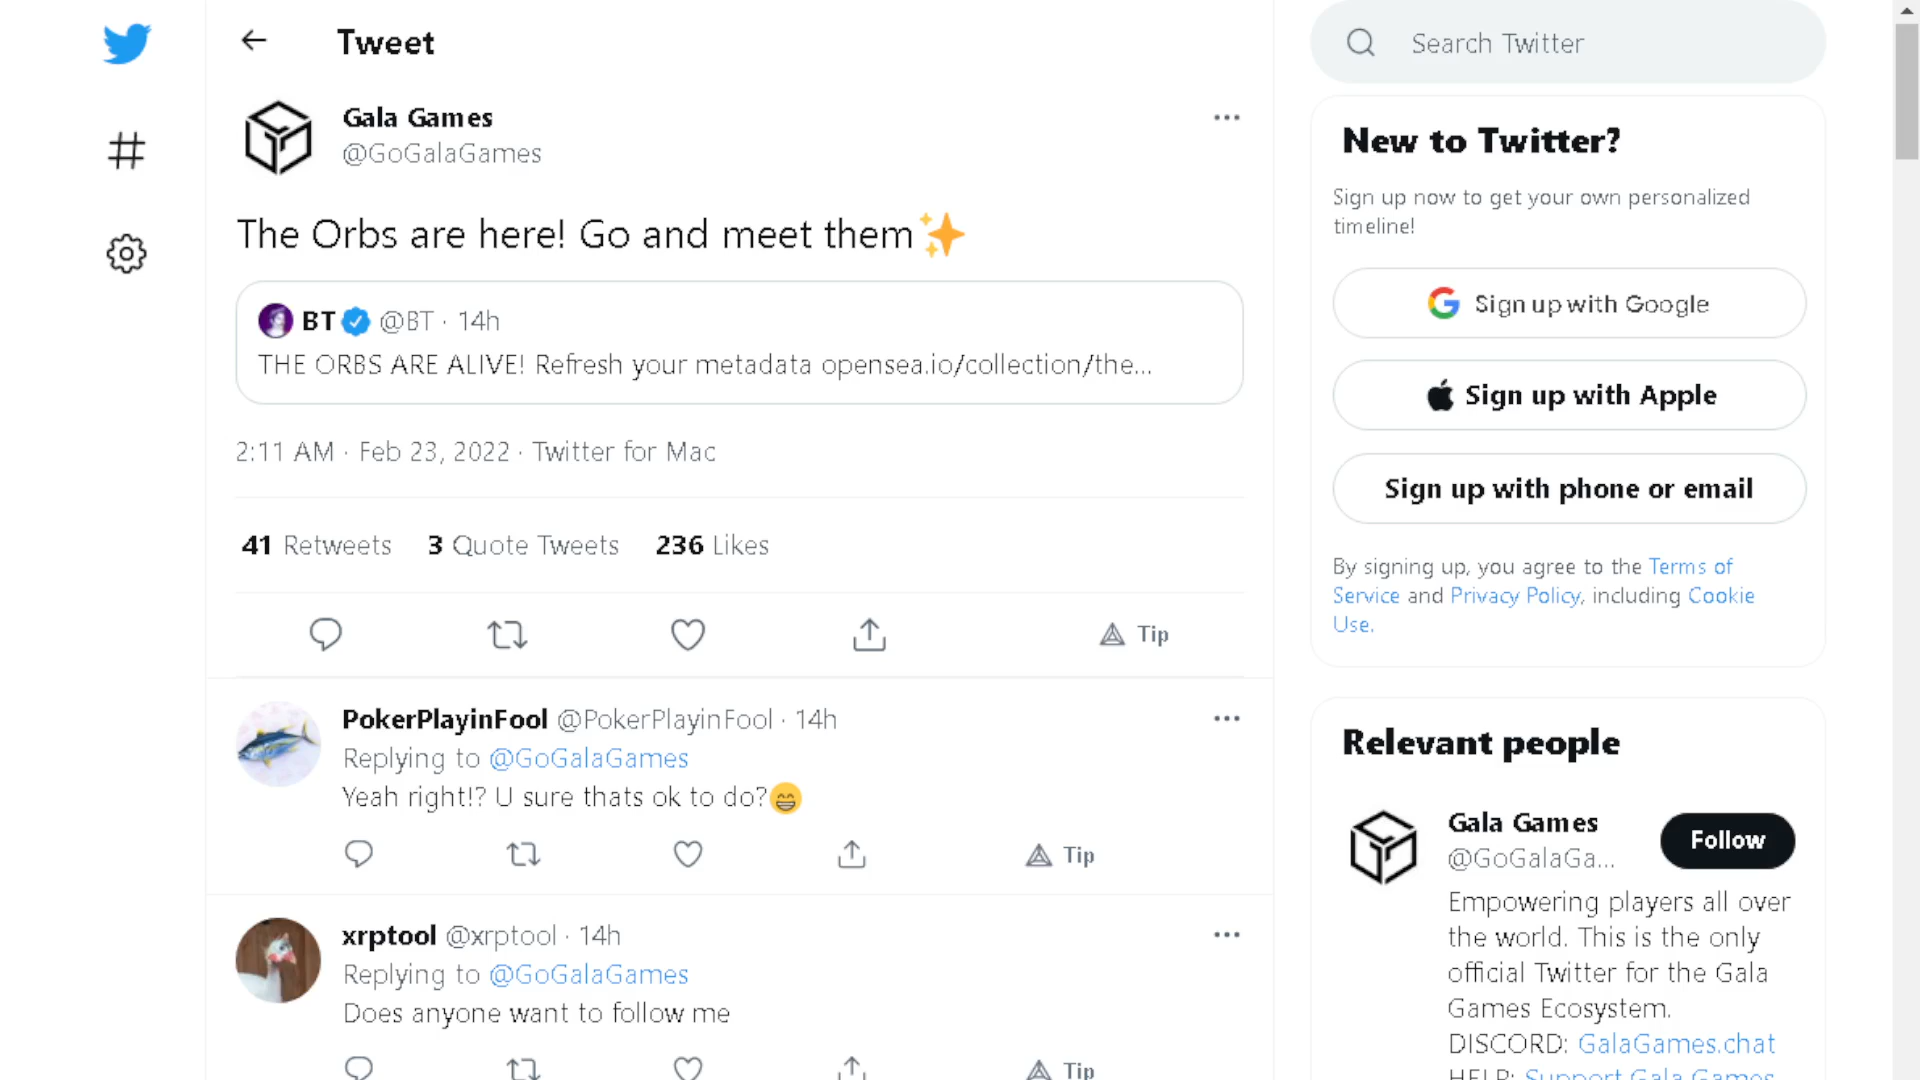 Tweet
Gala Games
@GoGalaGames
The Orbs are here! Go and meet them✨
BT @BT · 14h
THE ORBS ARE ALIVE! Refresh your metadata opensea.io/collection/the...
2:11 AM · Feb 23, 2022 · Twitter for Mac
41 Retweets 3 Quote Tweets 236 Likes
Tip
PokerPlayinFool @PokerPlayinFool · 14h
Replying to @GoGalaGames
Yeah right!? U sure thats ok to do?😁
Tip
xrptool @xrptool · 14h
Replying to @GoGalaGames
Does anyone want to follow me
Tip
Search Twitter
New to Twitter?
Sign up now to get your own personalized
timeline!
Sign up with Google
Sign up with Apple
Sign up with phone or email
By signing up, you agree to the Terms of
Service and Privacy Policy, including Cookie
Use.
Relevant people
Gala Games
@GoGalaGa...
Follow
Empowering players all over
the world. This is the only
official Twitter for the Gala
Games Ecosystem.
DISCORD: GalaGames.chat
HELP: Support.Gala.Games